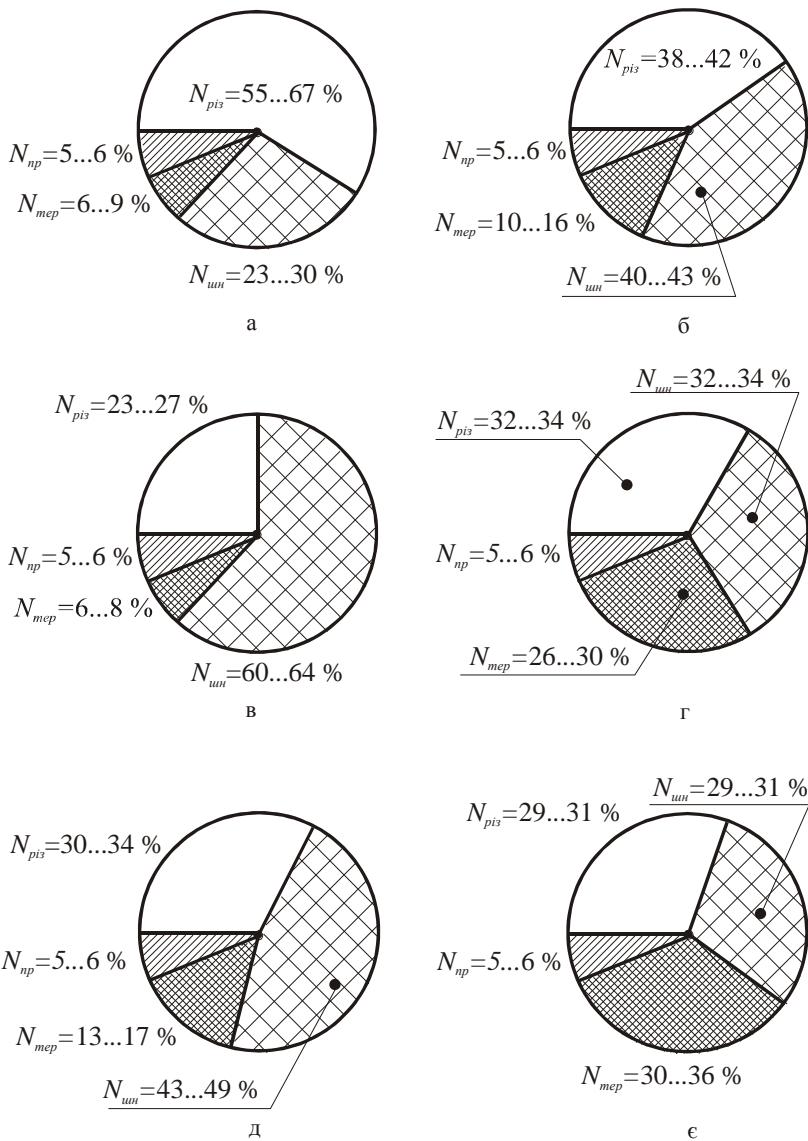 N_різ=55...67 %
N_пр=5...6 %
N_тер=6...9 %
N_шн=23...30 %
а
N_різ=38...42 %
N_пр=5...6 %
N_тер=10...16 %
N_шн=40...43 %
б
N_різ=23...27 %
N_пр=5...6 %
N_тер=6...8 %
N_шн=60...64 %
в
N_шн=32...34 %
N_різ=32...34 %
N_пр=5...6 %
N_тер=26...30 %
г
N_різ=30...34 %
N_пр=5...6 %
N_тер=13...17 %
N_шн=43...49 %
д
N_шн=29...31 %
N_різ=29...31 %
N_пр=5...6 %
N_тер=30...36 %
є